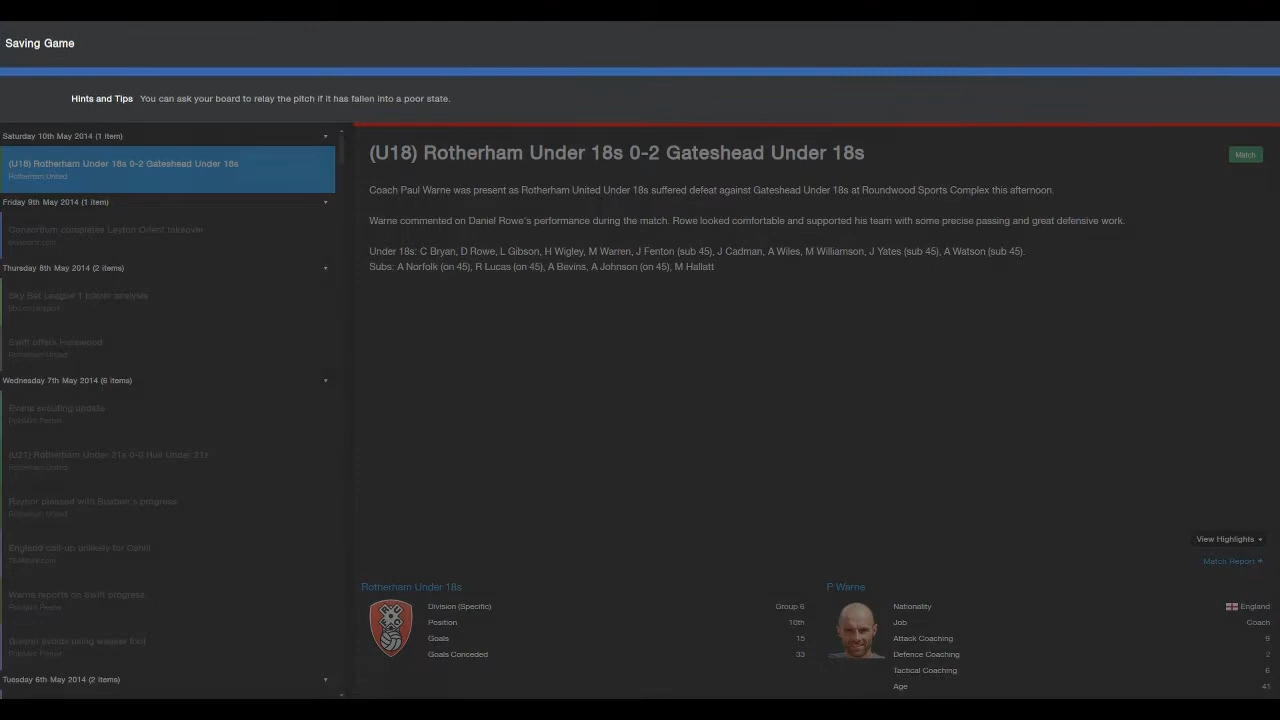 Saving Game
Hints and Tips You can ask your board to relay the pitch if it has fallen into a poor state.
Saturday 10th May 2014 (1 item)
(U18) Rotherham Under 18s 0-2 Gateshead Under 18s
Rotherham United
Friday 9th May 2014 (1 item)
Consortium completes Leyton Orient takeover
Thursday 8th May 2014 (2 items)
Sky Bet League 1 analysis
Swift offers
Rotherham United
Wednesday 7th May 2014 (6 items)
Evans scouting update
(U21) Rotherham Under 21s 0-0 Hull Under 21s
Rotherham United
Raynor pleased with progress
Rotherham United
England call-up unlikely for Cahill
Warne reports on Swift progress
avoids using weaker foot
Tuesday 6th May 2014 (2 items)
(U18) Rotherham Under 18s 0-2 Gateshead Under 18s
Match
Coach Paul Warne was present as Rotherham United Under 18s suffered defeat against Gateshead Under 18s at Roundwood Sports Complex this afternoon.
Warne commented on Daniel Rowe's performance during the match. Rowe looked comfortable and supported his team with some precise passing and great defensive work.
Under 18s: C Bryan, D Rowe, L Gibson, H Wigley, M Warren, J Fenton (sub 45), J Cadman, A Wiles, M Williamson, J Yates (sub 45), A Watson (sub 45).
Subs: A Norfolk (on 45), R Lucas (on 45), A Bevins, A Johnson (on 45), M Hallatt
View Highlights
Match Report
Rotherham Under 18s
Division (Specific) Group 6
Position 10th
Goals 15
Goals Conceded 33
P Warne
Nationality England
Job Coach
Attack Coaching 9
Defence Coaching 2
Tactical Coaching 6
Age 41